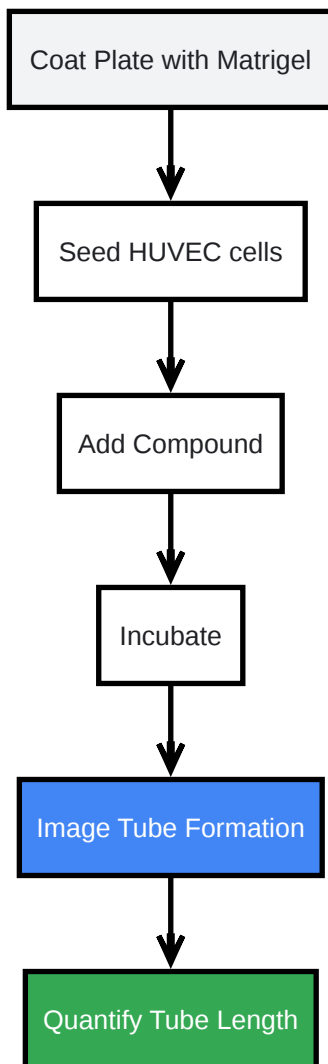 Coat Plate with Matrigel
Seed HUVEC cells
Add Compound
Incubate
Image Tube Formation
Quantify Tube Length